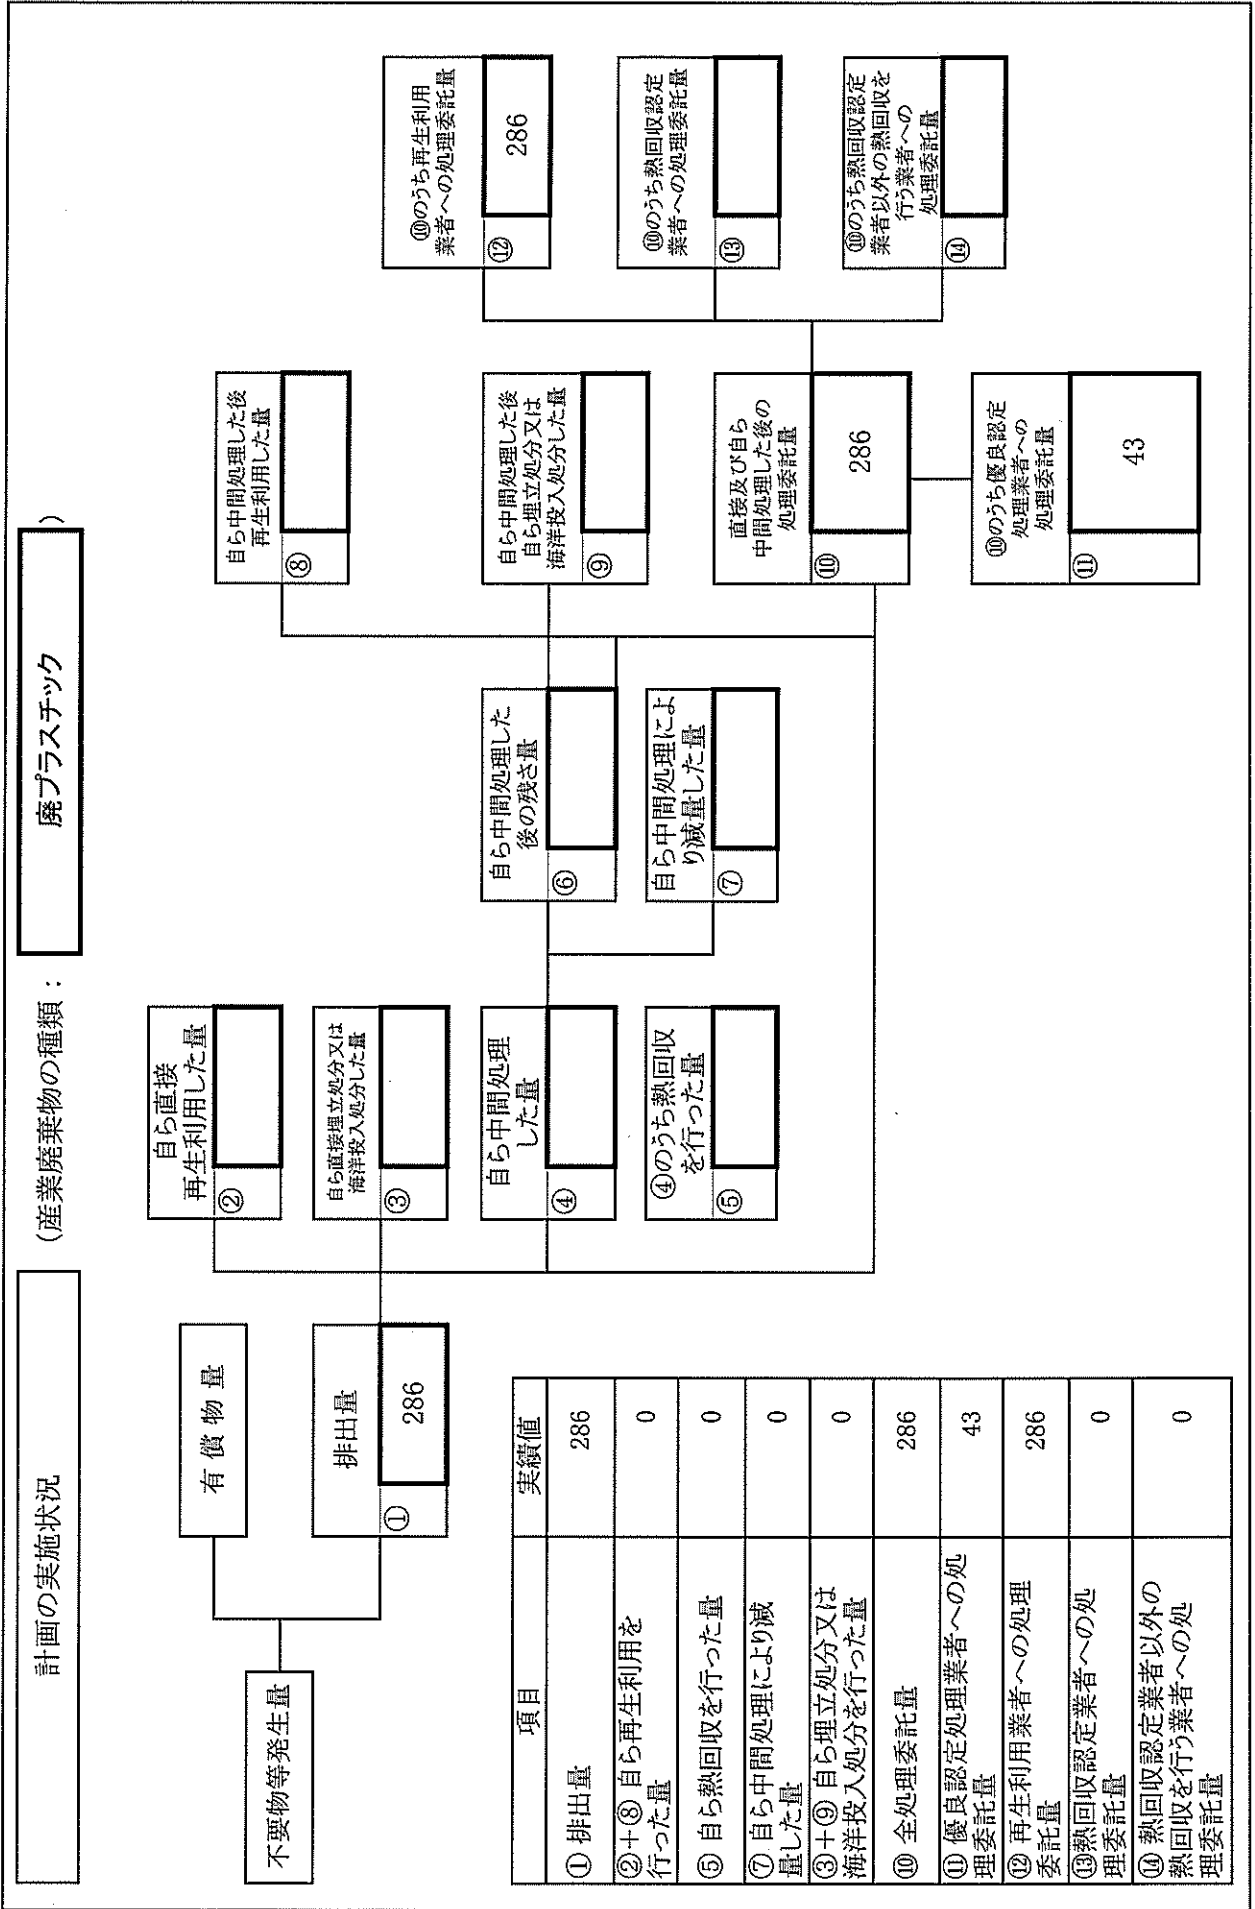 計画の実施状況
(産業廃棄物の種類:
廃プラスチック
)
不要物等発生量
有償物量
排出量
①
286
自ら直接
再生利用した量
②
自ら直接埋立処分又は
海洋投入処分した量
③
自ら中間処理
した量
④
④のうち熱回収
を行った量
⑤
自ら中間処理した
後の残さ量
⑥
自ら中間処理によ
り減量した量
⑦
自ら中間処理した後
再生利用した量
⑧
自ら中間処理した後
自ら埋立処分又は
海洋投入処分した量
⑨
直接及び自ら
中間処理した後の
処理委託量
⑩
286
⑩のうち優良認定
処理業者への
処理委託量
⑪
43
⑩のうち再生利用
業者への処理委託量
⑫
286
⑩のうち熱回収認定
業者への処理委託量
⑬
⑩のうち熱回収認定
業者以外の熱回収を
行う業者への
処理委託量
⑭
項目
実績値
① 排出量
286
②+⑧ 自ら再生利用を
行った量
0
⑤ 自ら熱回収を行った量
0
⑦ 自ら中間処理により減
量した量
0
③+⑨ 自ら埋立処分又は
海洋投入処分を行った量
0
⑩ 全処理委託量
286
⑪ 優良認定処理業者への処
理委託量
43
⑫ 再生利用業者への処理
委託量
286
⑬熱回収認定業者への処
理委託量
0
⑭ 熱回収認定業者以外の
熱回収を行う業者への処
理委託量
0